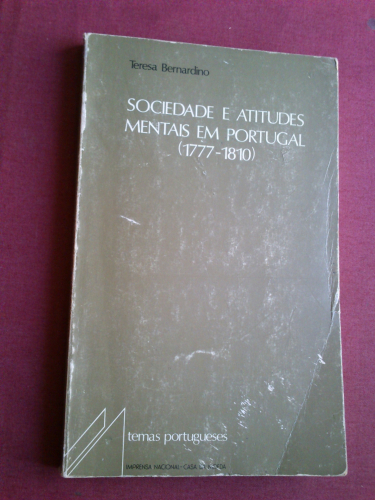 Teresa Bernardino
SOCIEDADE E ATITUDES
MENTAIS EM PORTUGAL
(1777-1810)
temas portugueses
IMPRENSA NACIONAL-CASA DA MOEDA